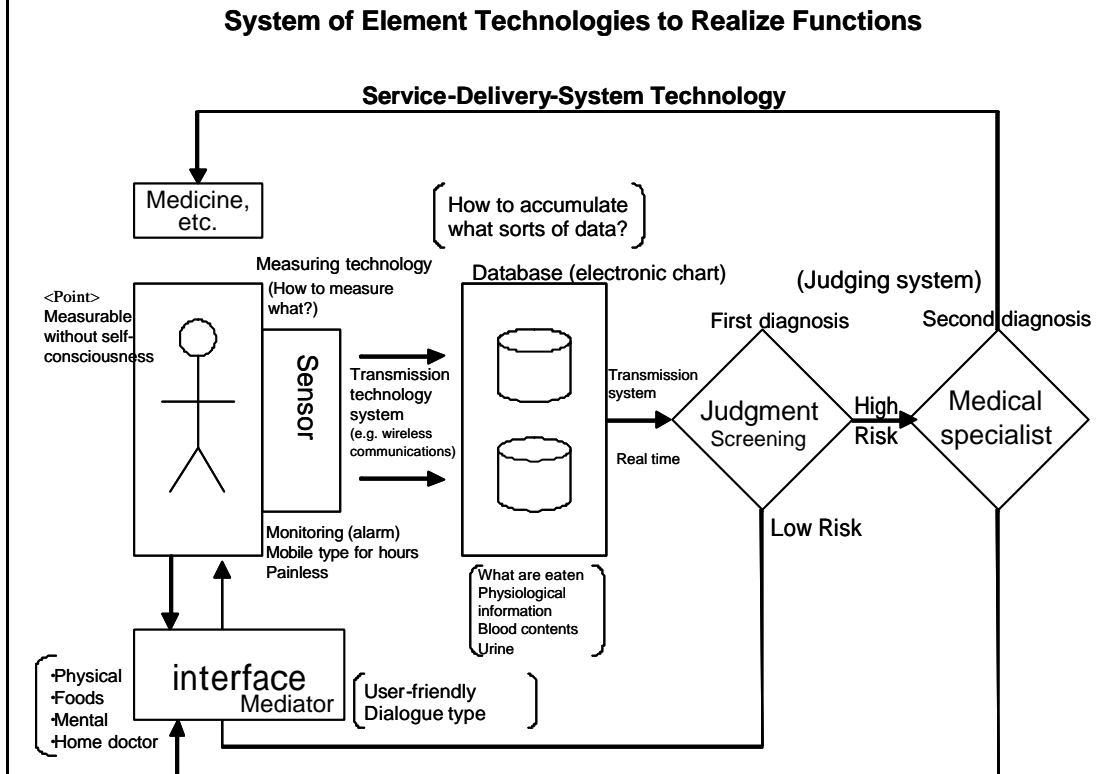 System of Element Technologies to Realize Functions
Service-Delivery-System Technology
Medicine,
etc.
How to accumulate
what sorts of data?
Measuring technology
(How to measure
what?)
Database (electronic chart)
(Judging system)
<Point>
Measurable
without self-
consciousness
First diagnosis
Second diagnosis
Sensor
Transmission
technology
system
(e.g. wireless
communications)
Transmission
system
Real time
Judgment
Screening
High
Risk
Medical
specialist
Low Risk
Monitoring (alarm)
Mobile type for hours
Painless
What are eaten
Physiological
information
Blood contents
Urine
interface
Mediator
·Physical
·Foods
·Mental
·Home doctor
User-friendly
Dialogue type